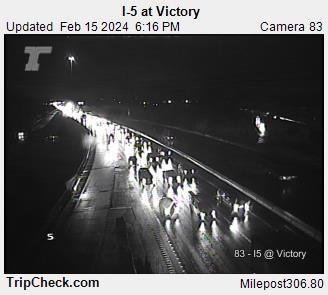 I-5 at Victory
Updated Feb 15 2024 6:16 PM Camera 83
T
S
83 - I5 @ Victory
TripCheck.com Milepost306.80